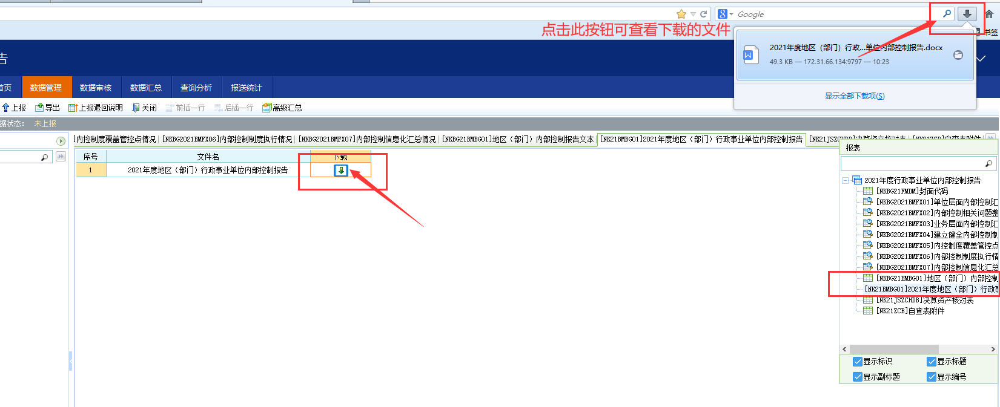 Google
点击此按钮可查看下载的文件
书签
2021年度地区（部门）行政...单位内部控制报告.docx
49.3 KB — 172.31.66.134:9797 — 10:23
显示全部下载项(S)
告
首页 数据管理 数据审核 数据汇总 查询分析 报送统计
上报 导出 上报退回说明 关闭 前插一行 后插一行 高级汇总
据状态： 未上报
]内控制度覆盖管控点情况 [NKBG2021BMFX06]内部控制制度执行情况 [NKBG2021BMFX07]内部控制信息化汇总情况 [NKBG21BMBG01]地区（部门）内部控制报告文本 [NK21BMBG01]2021年度地区（部门）行政事业单位内部控制报告 [NK21JSZCHDB]决算资产核对表 [NK21ZCB]自查表附件
序号 文件名 下载
1 2021年度地区（部门）行政事业单位内部控制报告
报表
2021年度行政事业单位内部控制报告
[NKBG21FMDM]封面代码
[NKBG2021BMFX01]单位层面内部控制汇
[NKBG2021BMFX02]内部控制相关问题整
[NKBG2021BMFX03]业务层面内部控制汇
[NKBG2021BMFX04]建立健全内部控制制
[NKBG2021BMFX05]内控制度覆盖管控点
[NKBG2021BMFX06]内部控制制度执行情
[NKBG2021BMFX07]内部控制信息化汇总
[NKBG21BMBG01]地区（部门）内部控制
[NK21BMBG01]2021年度地区（部门）行政事
[NK21JSZCHDB]决算资产核对表
[NK21ZCB]自查表附件
显示标识 显示标题
显示副标题 显示编号